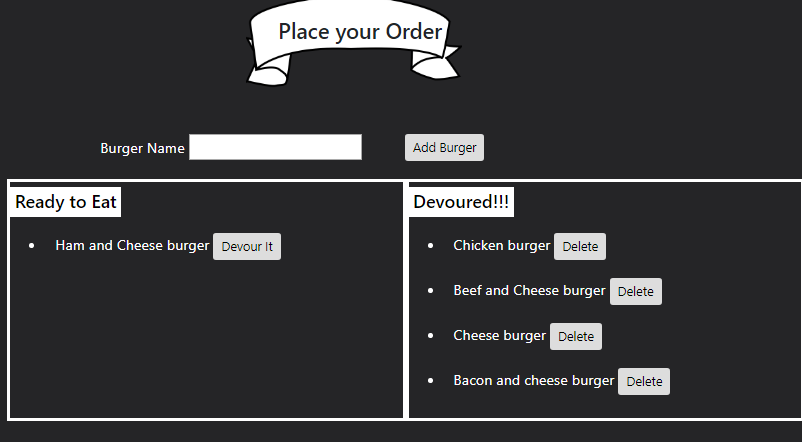 Place your Order
Burger Name
Add Burger
Ready to Eat
Ham and Cheese burger Devour It
Devoured!!!
Chicken burger Delete
Beef and Cheese burger Delete
Cheese burger Delete
Bacon and cheese burger Delete